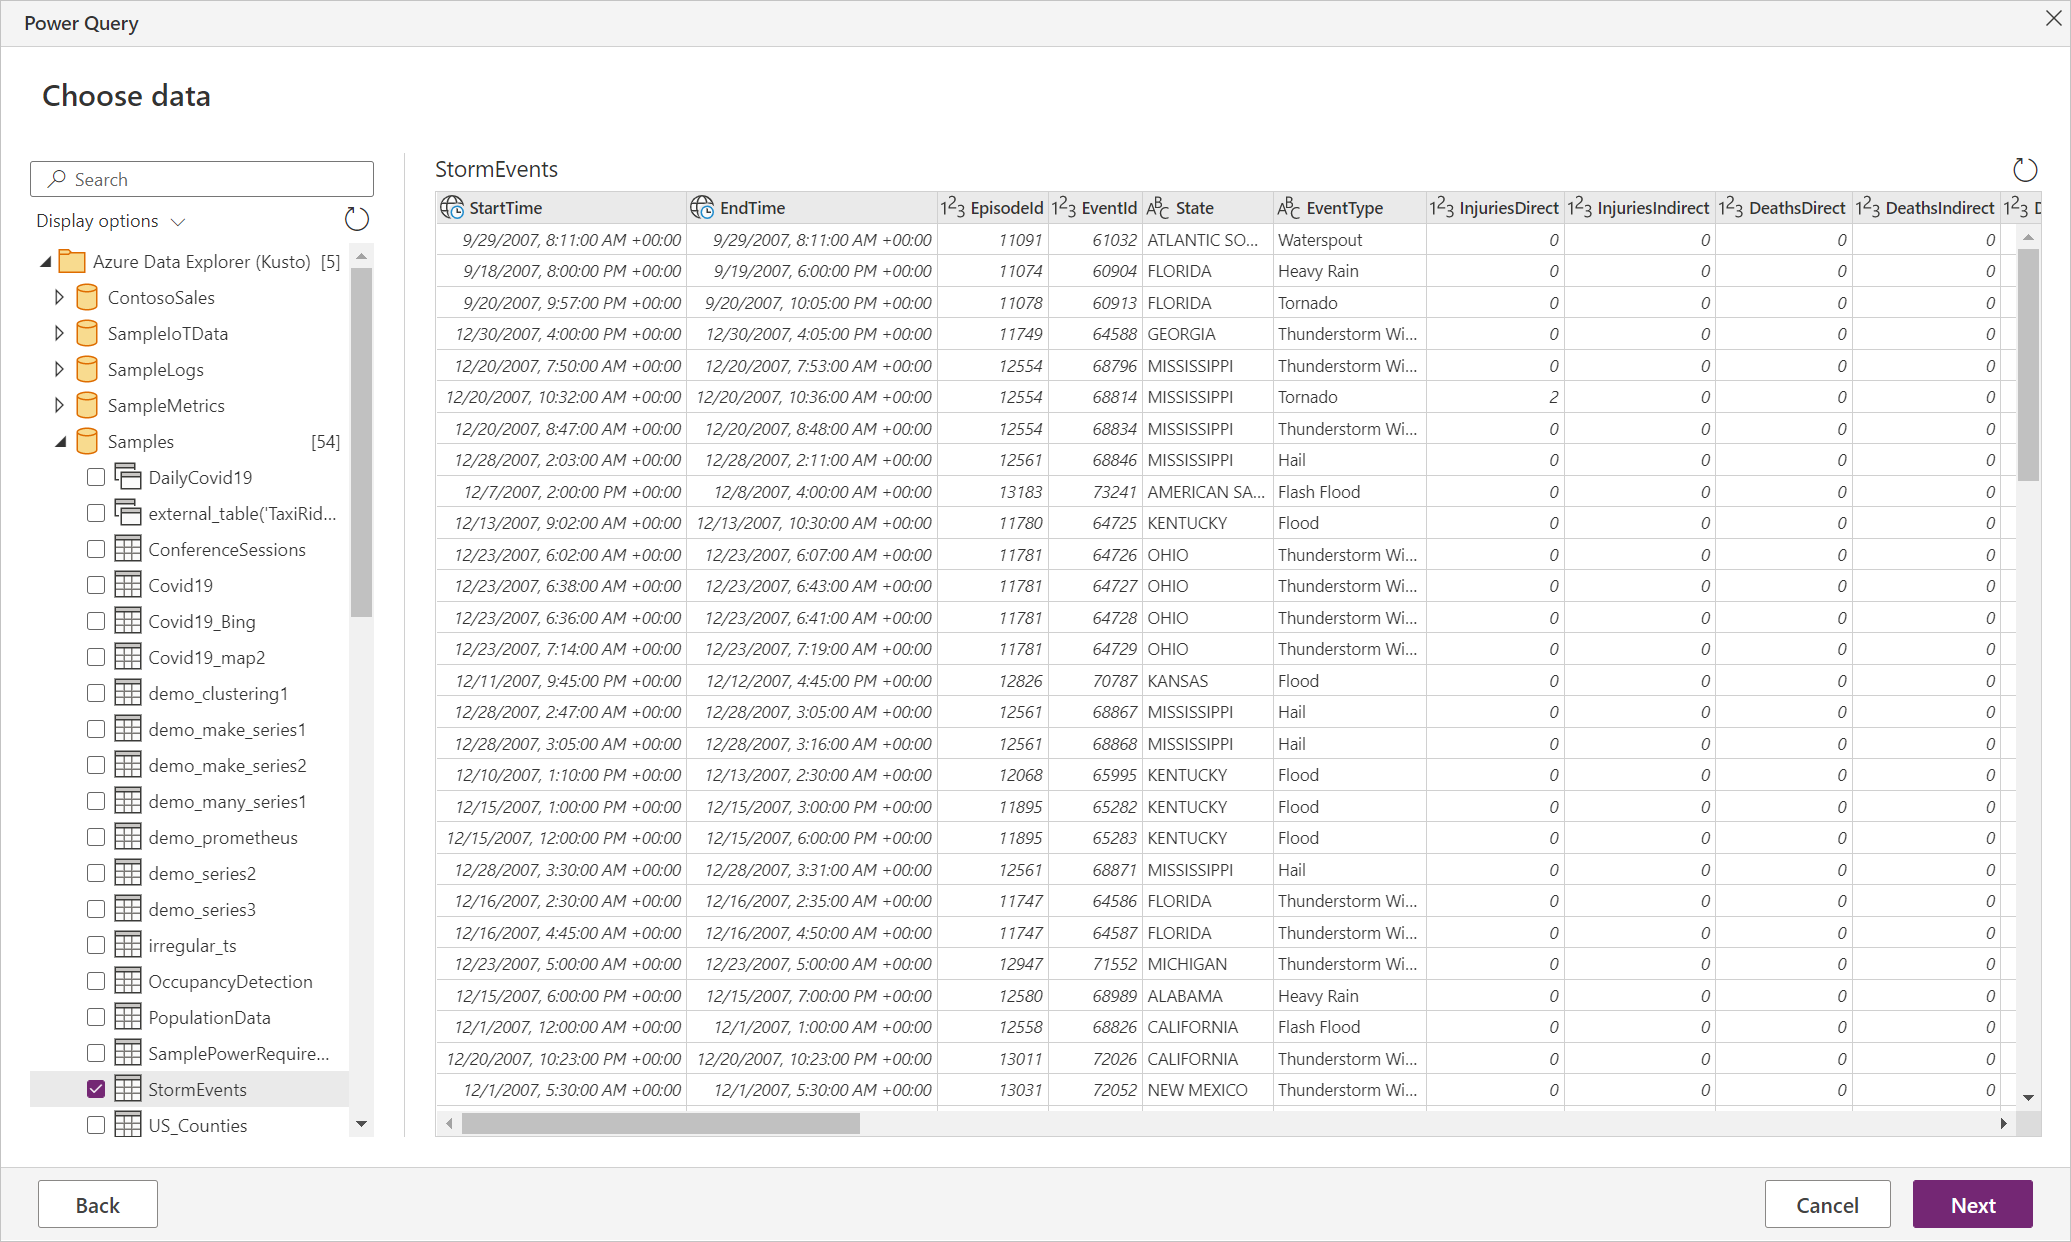 Power Query
Choose data
Search
Display options
Azure Data Explorer (Kusto) [5]
ContosoSales
SampleIoTData
SampleLogs
SampleMetrics
Samples [54]
DailyCovid19
external_table('TaxiRid...
ConferenceSessions
Covid19
Covid19_Bing
Covid19_map2
demo_clustering1
demo_make_series1
demo_make_series2
demo_many_series1
demo_prometheus
demo_series2
demo_series3
irregular_ts
OccupancyDetection
PopulationData
SamplePowerRequire...
StormEvents
US_Counties
StormEvents
StartTime EndTime 123 EpisodeId 123 EventId ABC State ABC EventType 123 InjuriesDirect 123 InjuriesIndirect 123 DeathsDirect 123 DeathsIndirect 123 D
9/29/2007, 8:11:00 AM +00:00 9/29/2007, 8:11:00 AM +00:00 11091 61032 ATLANTIC SO... Waterspout 0 0 0 0
9/18/2007, 8:00:00 PM +00:00 9/19/2007, 6:00:00 PM +00:00 11074 60904 FLORIDA Heavy Rain 0 0 0 0
9/20/2007, 9:57:00 PM +00:00 9/20/2007, 10:05:00 PM +00:00 11078 60913 FLORIDA Tornado 0 0 0 0
12/30/2007, 4:00:00 PM +00:00 12/30/2007, 4:05:00 PM +00:00 11749 64588 GEORGIA Thunderstorm Wi... 0 0 0 0
12/20/2007, 7:50:00 AM +00:00 12/20/2007, 7:53:00 AM +00:00 12554 68796 MISSISSIPPI Thunderstorm Wi... 0 0 0 0
12/20/2007, 10:32:00 AM +00:00 12/20/2007, 10:36:00 AM +00:00 12554 68814 MISSISSIPPI Tornado 2 0 0 0
12/20/2007, 8:47:00 AM +00:00 12/20/2007, 8:48:00 AM +00:00 12554 68834 MISSISSIPPI Thunderstorm Wi... 0 0 0 0
12/28/2007, 2:03:00 AM +00:00 12/28/2007, 2:11:00 AM +00:00 12561 68846 MISSISSIPPI Hail 0 0 0 0
12/7/2007, 2:00:00 PM +00:00 12/8/2007, 4:00:00 AM +00:00 13183 73241 AMERICAN SA... Flash Flood 0 0 0 0
12/13/2007, 9:02:00 AM +00:00 12/13/2007, 10:30:00 AM +00:00 11780 64725 KENTUCKY Flood 0 0 0 0
12/23/2007, 6:02:00 AM +00:00 12/23/2007, 6:07:00 AM +00:00 11781 64726 OHIO Thunderstorm Wi... 0 0 0 0
12/23/2007, 6:38:00 AM +00:00 12/23/2007, 6:43:00 AM +00:00 11781 64727 OHIO Thunderstorm Wi... 0 0 0 0
12/23/2007, 6:36:00 AM +00:00 12/23/2007, 6:41:00 AM +00:00 11781 64728 OHIO Thunderstorm Wi... 0 0 0 0
12/23/2007, 7:14:00 AM +00:00 12/23/2007, 7:19:00 AM +00:00 11781 64729 OHIO Thunderstorm Wi... 0 0 0 0
12/11/2007, 9:45:00 PM +00:00 12/12/2007, 4:45:00 PM +00:00 12826 70787 KANSAS Flood 0 0 0 0
12/28/2007, 2:47:00 AM +00:00 12/28/2007, 3:05:00 AM +00:00 12561 68867 MISSISSIPPI Hail 0 0 0 0
12/28/2007, 3:05:00 AM +00:00 12/28/2007, 3:16:00 AM +00:00 12561 68868 MISSISSIPPI Hail 0 0 0 0
12/10/2007, 1:10:00 PM +00:00 12/13/2007, 2:30:00 AM +00:00 12068 65995 KENTUCKY Flood 0 0 0 0
12/15/2007, 1:00:00 PM +00:00 12/15/2007, 3:00:00 PM +00:00 11895 65282 KENTUCKY Flood 0 0 0 0
12/15/2007, 12:00:00 PM +00:00 12/15/2007, 6:00:00 PM +00:00 11895 65283 KENTUCKY Flood 0 0 0 0
12/28/2007, 3:30:00 AM +00:00 12/28/2007, 3:31:00 AM +00:00 12561 68871 MISSISSIPPI Hail 0 0 0 0
12/16/2007, 2:30:00 AM +00:00 12/16/2007, 2:35:00 AM +00:00 11747 64586 FLORIDA Thunderstorm Wi... 0 0 0 0
12/16/2007, 4:45:00 AM +00:00 12/16/2007, 4:50:00 AM +00:00 11747 64587 FLORIDA Thunderstorm Wi... 0 0 0 0
12/23/2007, 5:00:00 AM +00:00 12/23/2007, 5:00:00 AM +00:00 12947 71552 MICHIGAN Thunderstorm Wi... 0 0 0 0
12/15/2007, 6:00:00 PM +00:00 12/15/2007, 7:00:00 PM +00:00 12580 68989 ALABAMA Heavy Rain 0 0 0 0
12/1/2007, 12:00:00 AM +00:00 12/1/2007, 1:00:00 AM +00:00 12558 68826 CALIFORNIA Flash Flood 0 0 0 0
12/20/2007, 10:23:00 PM +00:00 12/20/2007, 10:23:00 PM +00:00 13011 72026 CALIFORNIA Thunderstorm Wi... 0 0 0 0
12/1/2007, 5:30:00 AM +00:00 12/1/2007, 5:30:00 AM +00:00 13031 72052 NEW MEXICO Thunderstorm Wi... 0 0 0 0
Back Cancel Next